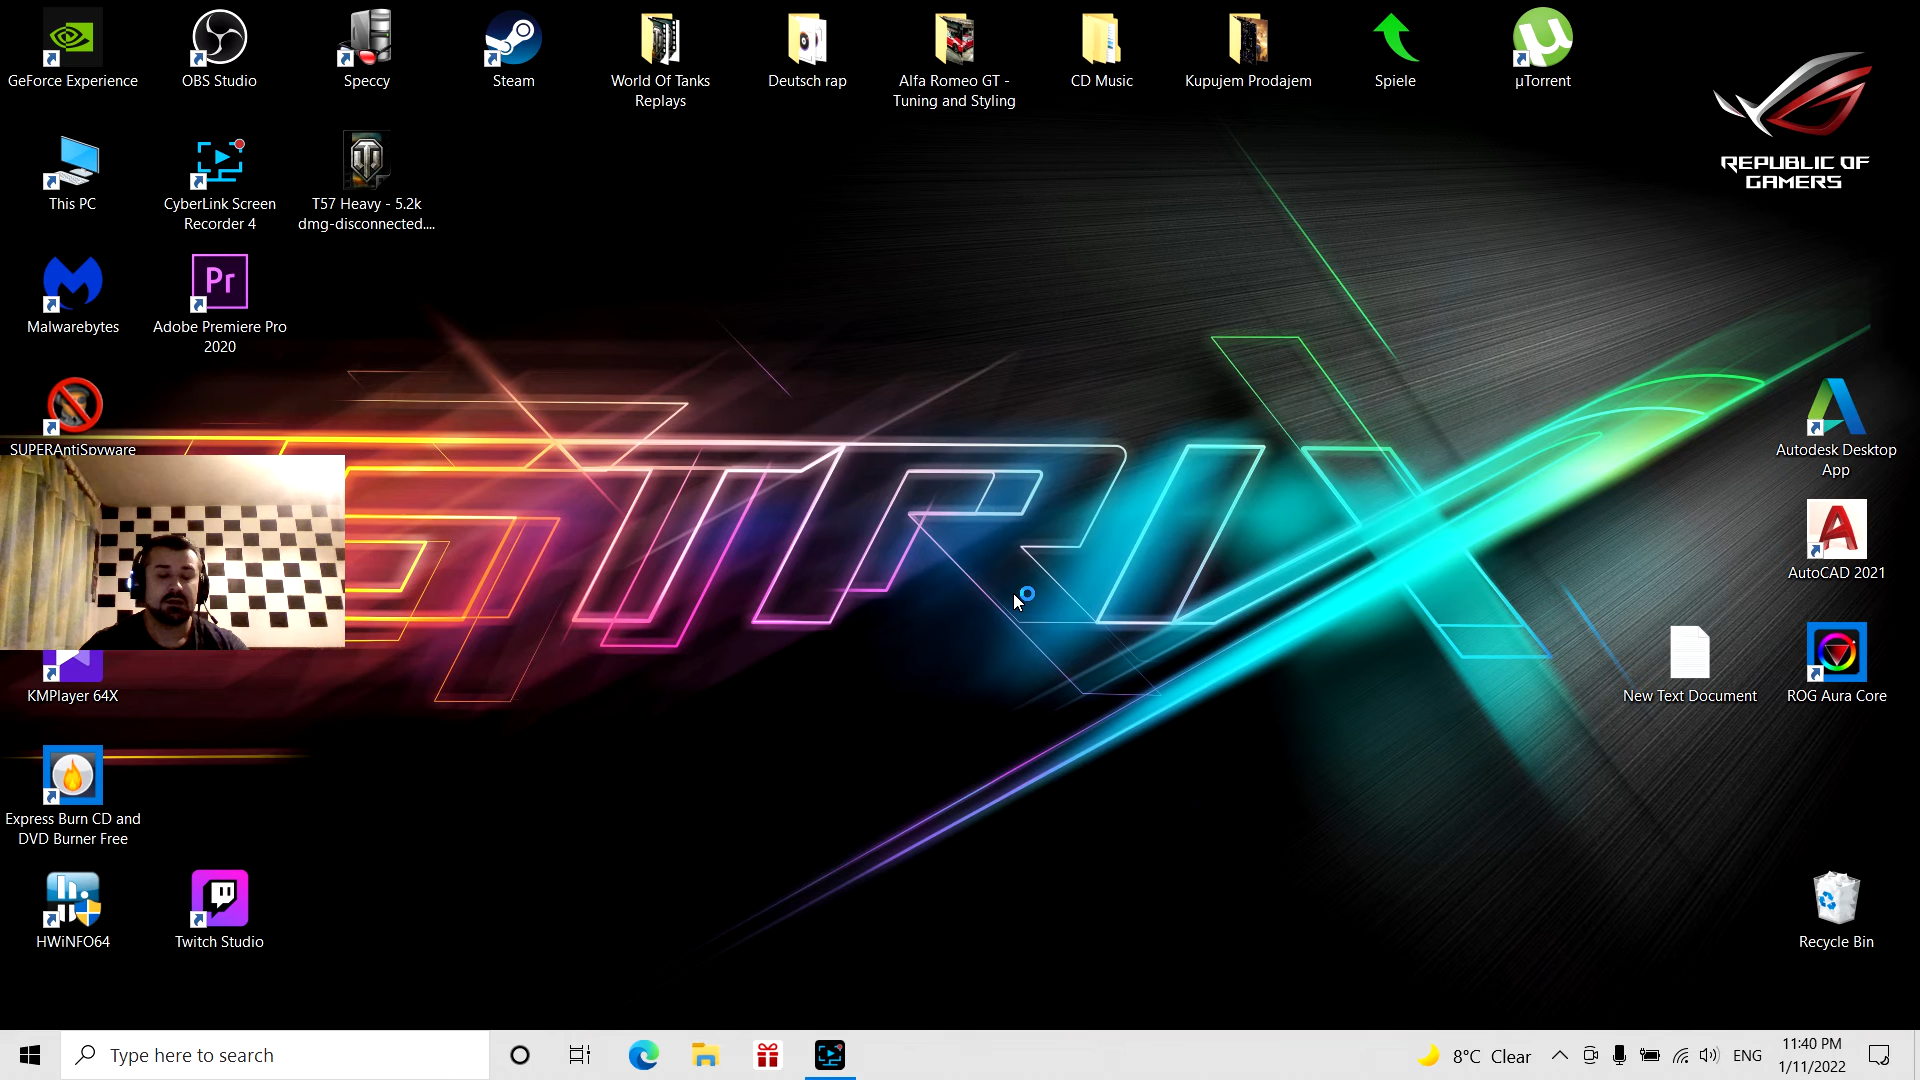 GeForce Experience
OBS Studio
Speccy
Steam
World Of Tanks
Replays
Deutsch rap
Alfa Romeo GT -
Tuning and Styling
CD Music
Kupujem Prodajem
Spiele
µTorrent
REPUBLIC OF
GAMERS
This PC
CyberLink Screen
Recorder 4
T57 Heavy - 5.2k
dmg-disconnected....
Malwarebytes
Pr
Adobe Premiere Pro
2020
SUPERAntiSpyware
STRIX
Autodesk Desktop
App
AutoCAD 2021
KMPlayer 64X
New Text Document
ROG Aura Core
Express Burn CD and
DVD Burner Free
HWiNFO64
Twitch Studio
Recycle Bin
Type here to search
8°C Clear
ENG
11:40 PM
1/11/2022